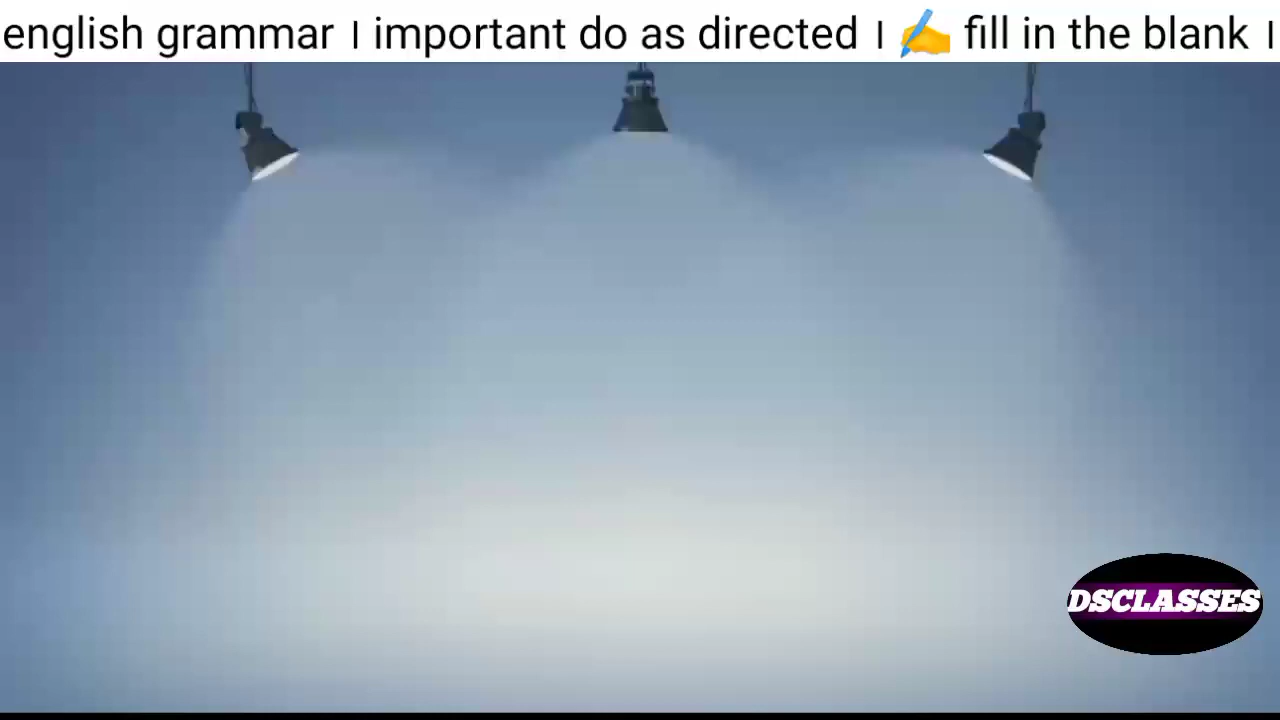 english grammar । important do as directed । ✍️ fill in the blank ।
DSCLASSES